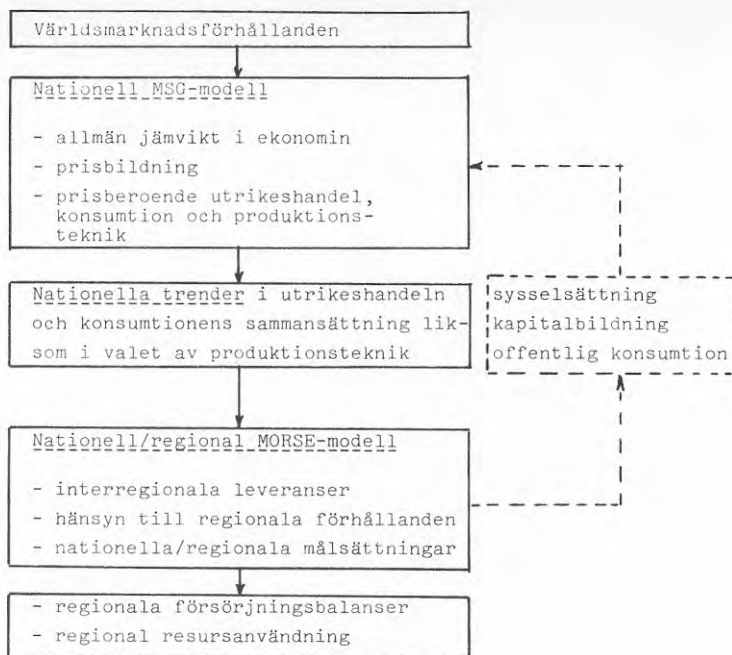 Världsmarknadsförhållanden
Nationell MSG-modell
- allmän jämvikt i ekonomin
- prisbildning
- prisberoende utrikeshandel,
konsumtion och produktions-
teknik
Nationella trender i utrikeshandeln
och konsumtionens sammansättning lik-
som i valet av produktionsteknik
sysselsättning
kapitalbildning
offentlig konsumtion
Nationell/regional MORSE-modell
- interregionala leveranser
- hänsyn till regionala förhållanden
- nationella/regionala målsättningar
- regionala försörjningsbalanser
- regional resursanvändning